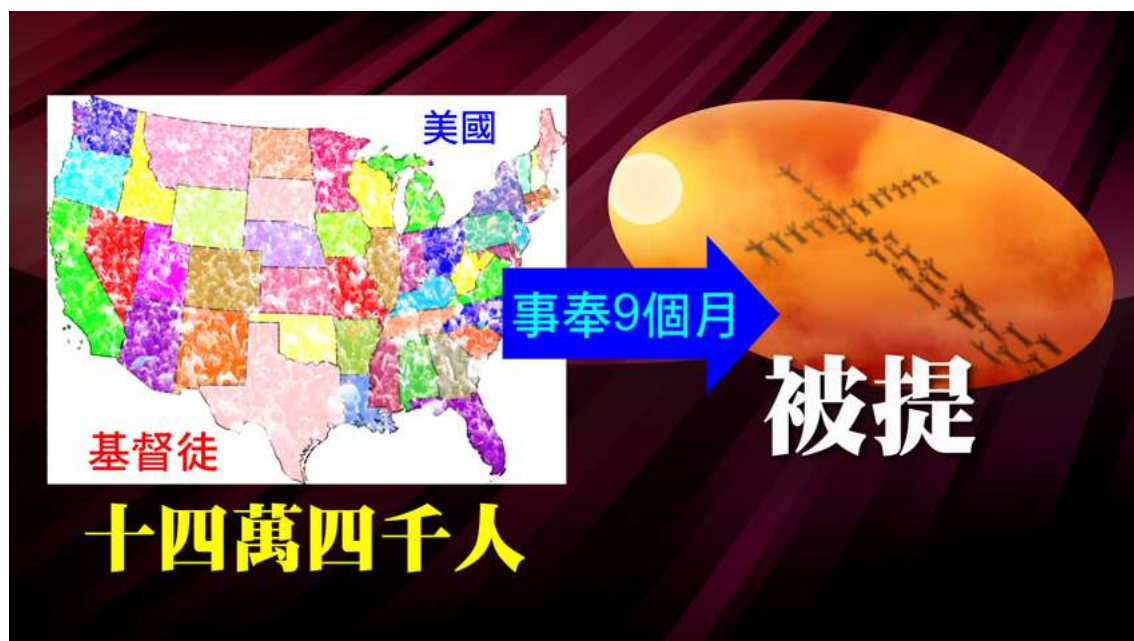 美國
基督徒
十四萬四千人
事奉9個月
被提